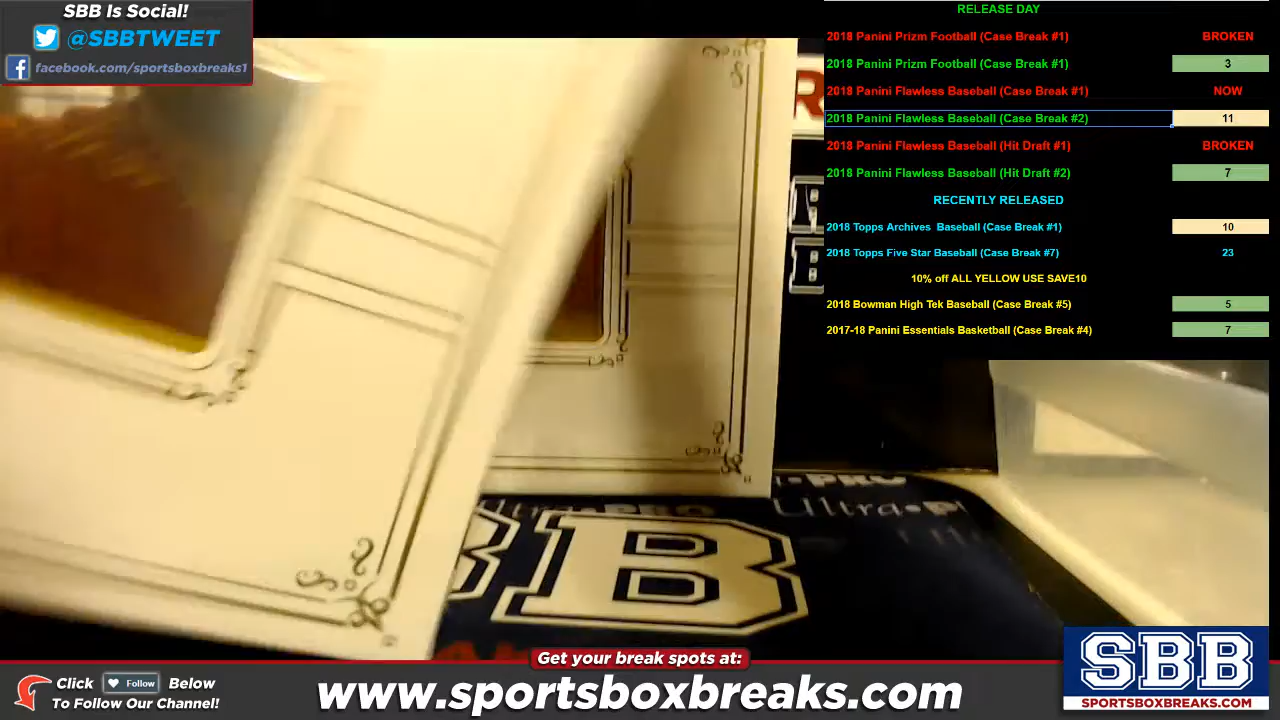 SBB Is Social!
@SBBTWEET
facebook.com/sportsboxbreaks1
RELEASE DAY
2018 Panini Prizm Football (Case Break #1) BROKEN
2018 Panini Prizm Football (Case Break #1) 3
2018 Panini Flawless Baseball (Case Break #1) NOW
2018 Panini Flawless Baseball (Case Break #2) 11
2018 Panini Flawless Baseball (Hit Draft #1) BROKEN
2018 Panini Flawless Baseball (Hit Draft #2) 7
RECENTLY RELEASED
2018 Topps Archives Baseball (Case Break #1) 10
2018 Topps Five Star Baseball (Case Break #7) 23
10% off ALL YELLOW USE SAVE10
2018 Bowman High Tek Baseball (Case Break #5) 5
2017-18 Panini Essentials Basketball (Case Break #4) 7
Ultra•PRO
B
Get your break spots at:
Click Follow Below
To Follow Our Channel!
www.sportsboxbreaks.com
SBB
SPORTSBOXBREAKS.COM